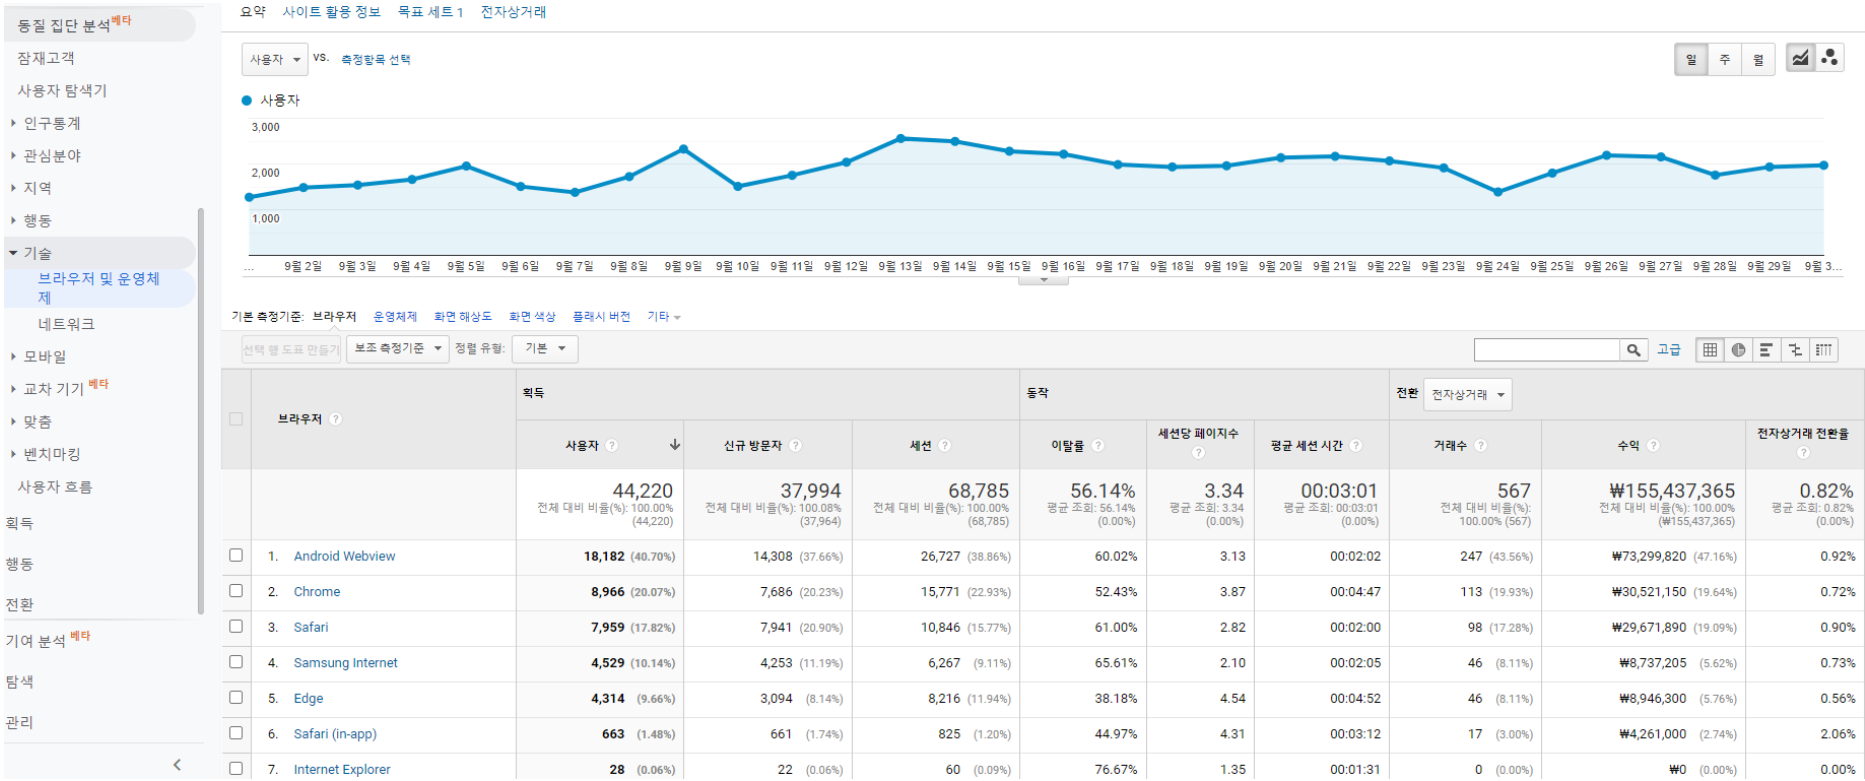 동질 집단 분석베타
잠재고객
사용자 탐색기
인구통계
관심분야
지역
행동
기술
브라우저 및 운영체
제
네트워크
모바일
교차 기기 베타
맞춤
벤치마킹
사용자 흐름
획득
행동
전환
기여 분석 베타
탐색
관리
요약 사이트 활용 정보 목표 세트 1 전자상거래
사용자 vs. 측정항목 선택 일 주 월
사용자
3,000
2,000
1,000
... 9월 2일 9월 3일 9월 4일 9월 5일 9월 6일 9월 7일 9월 8일 9월 9일 9월 10일 9월 11일 9월 12일 9월 13일 9월 14일 9월 15일 9월 16일 9월 17일 9월 18일 9월 19일 9월 20일 9월 21일 9월 22일 9월 23일 9월 24일 9월 25일 9월 26일 9월 27일 9월 28일 9월 29일 9월 3...
기본 측정기준: 브라우저 운영체제 화면 해상도 화면 색상 플래시 버전 기타
선택 행 도표 만들기 보조 측정기준 정렬 유형: 기본 고급
브라우저 ? 획득 동작 전환 전자상거래
사용자 ? 신규 방문자 ? 세션 ? 이탈률 ? 세션당 페이지수 ? 평균 세션 시간 ? 거래수 ? 수익 ? 전자상거래 전환율 ?
44,220 37,994 68,785 56.14% 3.34 00:03:01 567 ₩155,437,365 0.82%
전체 대비 비율(%): 100.00% 전체 대비 비율(%): 100.08% 전체 대비 비율(%): 100.00% 평균 조회: 56.14% 평균 조회: 3.34 평균 조회: 00:03:01 전체 대비 비율(%): 전체 대비 비율(%): 100.00% 평균 조회: 0.82%
(44,220) (37,964) (68,785) (0.00%) (0.00%) (0.00%) 100.00% (567) (₩155,437,365) (0.00%)
1. Android Webview 18,182 (40.70%) 14,308 (37.66%) 26,727 (38.86%) 60.02% 3.13 00:02:02 247 (43.56%) ₩73,299,820 (47.16%) 0.92%
2. Chrome 8,966 (20.07%) 7,686 (20.23%) 15,771 (22.93%) 52.43% 3.87 00:04:47 113 (19.93%) ₩30,521,150 (19.64%) 0.72%
3. Safari 7,959 (17.82%) 7,941 (20.90%) 10,846 (15.77%) 61.00% 2.82 00:02:00 98 (17.28%) ₩29,671,890 (19.09%) 0.90%
4. Samsung Internet 4,529 (10.14%) 4,253 (11.19%) 6,267 (9.11%) 65.61% 2.10 00:02:05 46 (8.11%) ₩8,737,205 (5.62%) 0.73%
5. Edge 4,314 (9.66%) 3,094 (8.14%) 8,216 (11.94%) 38.18% 4.54 00:04:52 46 (8.11%) ₩8,946,300 (5.76%) 0.56%
6. Safari (in-app) 663 (1.48%) 661 (1.74%) 825 (1.20%) 44.97% 4.31 00:03:12 17 (3.00%) ₩4,261,000 (2.74%) 2.06%
7. Internet Explorer 28 (0.06%) 22 (0.06%) 60 (0.09%) 76.67% 1.35 00:01:31 0 (0.00%) ₩0 (0.00%) 0.00%